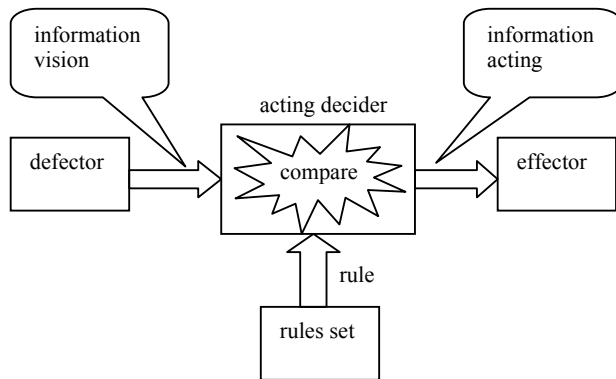 information
vision
information
acting
acting decider
defector
compare
effector
rule
rules set